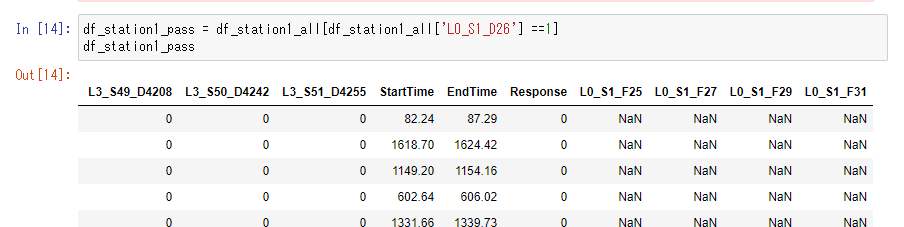 In [14]: df_station1_pass = df_station1_all[df_station1_all['L0_S1_D26'] ==1]
df_station1_pass
Out[14]:
L3_S49_D4208 L3_S50_D4242 L3_S51_D4255 StartTime EndTime Response L0_S1_F25 L0_S1_F27 L0_S1_F29 L0_S1_F31
0 0 0 82.24 87.29 0 NaN NaN NaN NaN
0 0 0 1618.70 1624.42 0 NaN NaN NaN NaN
0 0 0 1149.20 1154.16 0 NaN NaN NaN NaN
0 0 0 602.64 606.02 0 NaN NaN NaN NaN
0 0 0 1331.66 1339.73 0 NaN NaN NaN NaN